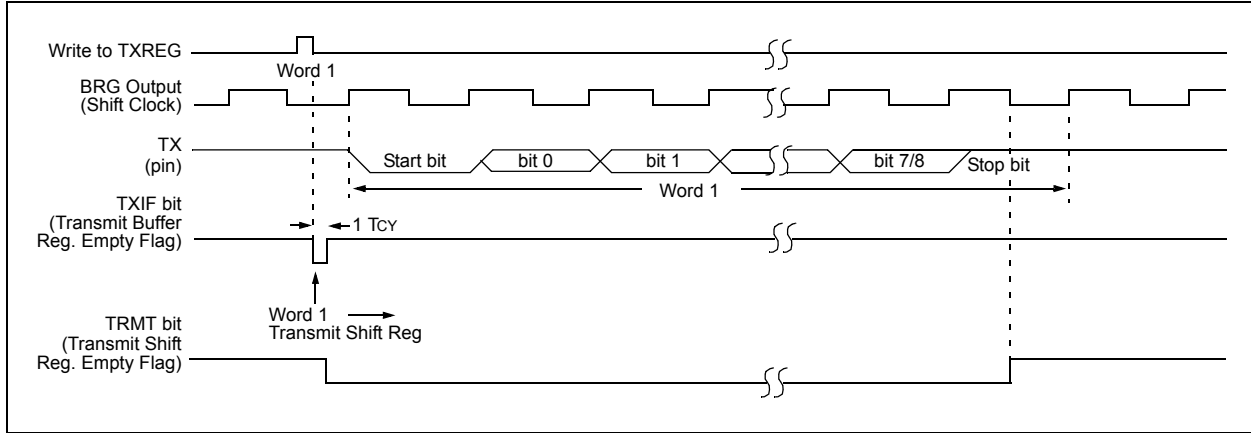 Write to TXREG
Word 1
BRG Output
(Shift Clock)
TX
(pin)
Start bit
bit 0
bit 1
bit 7/8
Stop bit
Word 1
TXIF bit
(Transmit Buffer
Reg. Empty Flag)
1 TCY
Word 1
Transmit Shift Reg
TRMT bit
(Transmit Shift
Reg. Empty Flag)